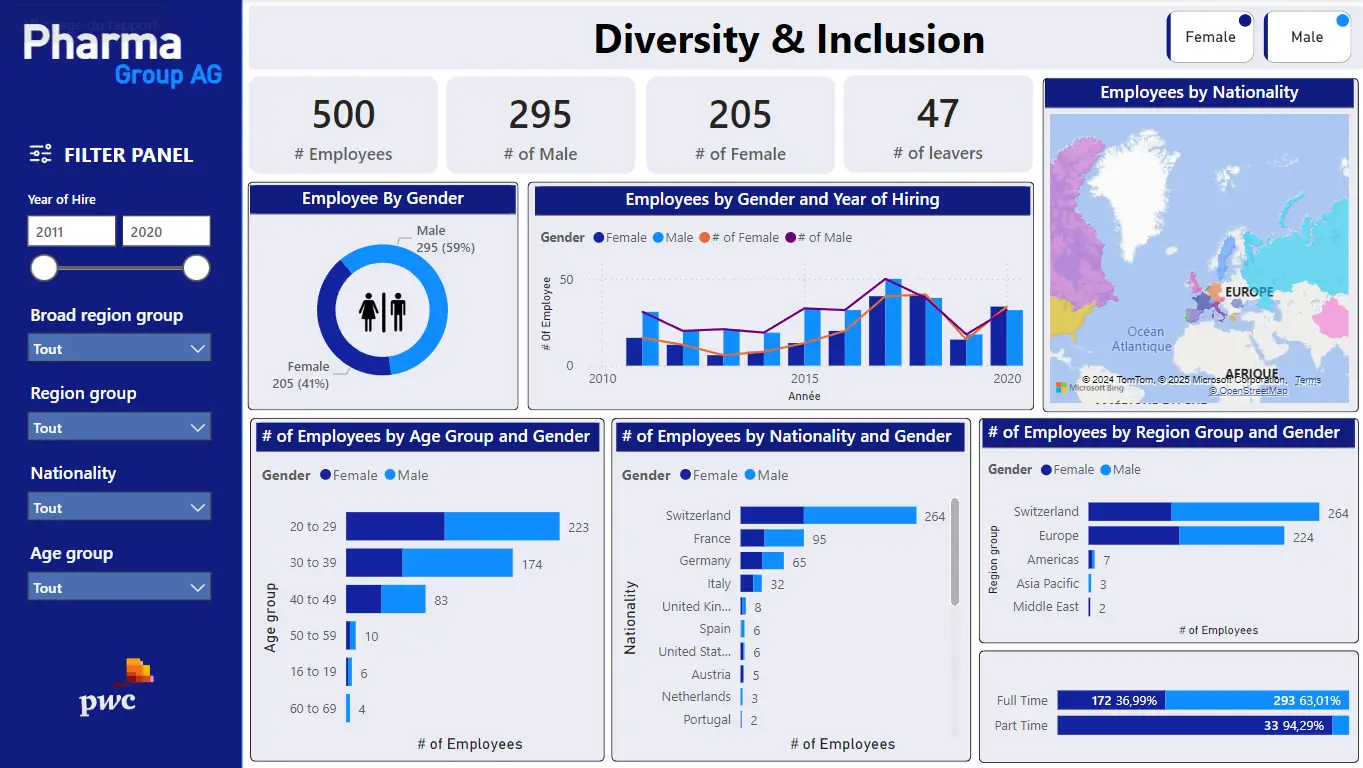 Pharma
Group AG
FILTER PANEL
Year of Hire
2011
2020
Broad region group
Tout
Region group
Tout
Nationality
Tout
Age group
Tout
pwc
Diversity & Inclusion
Female
Male
500
# Employees
295
# of Male
205
# of Female
47
# of leavers
Employee By Gender
Male
295 (59%)
Female
205 (41%)
Employees by Gender and Year of Hiring
Gender Female Male # of Female # of Male
# Of Employee
50
0
2010
2015
2020
Année
Employees by Nationality
EUROPE
Océan
Atlantique
AFRIQUE
© 2024 TomTom, © 2025 Microsoft Corporation, Terms
© OpenStreetMap
Microsoft Bing
# of Employees by Age Group and Gender
Gender Female Male
Age group
20 to 29 223
30 to 39 174
40 to 49 83
50 to 59 10
16 to 19 6
60 to 69 4
# of Employees
# of Employees by Nationality and Gender
Gender Female Male
Nationality
Switzerland 264
France 95
Germany 65
Italy 32
United Kin... 8
Spain 6
United Stat... 6
Austria 5
Netherlands 3
Portugal 2
# of Employees
# of Employees by Region Group and Gender
Gender Female Male
Region group
Switzerland 264
Europe 224
Americas 7
Asia Pacific 3
Middle East 2
# of Employees
Full Time 172 36,99% 293 63,01%
Part Time 33 94,29%